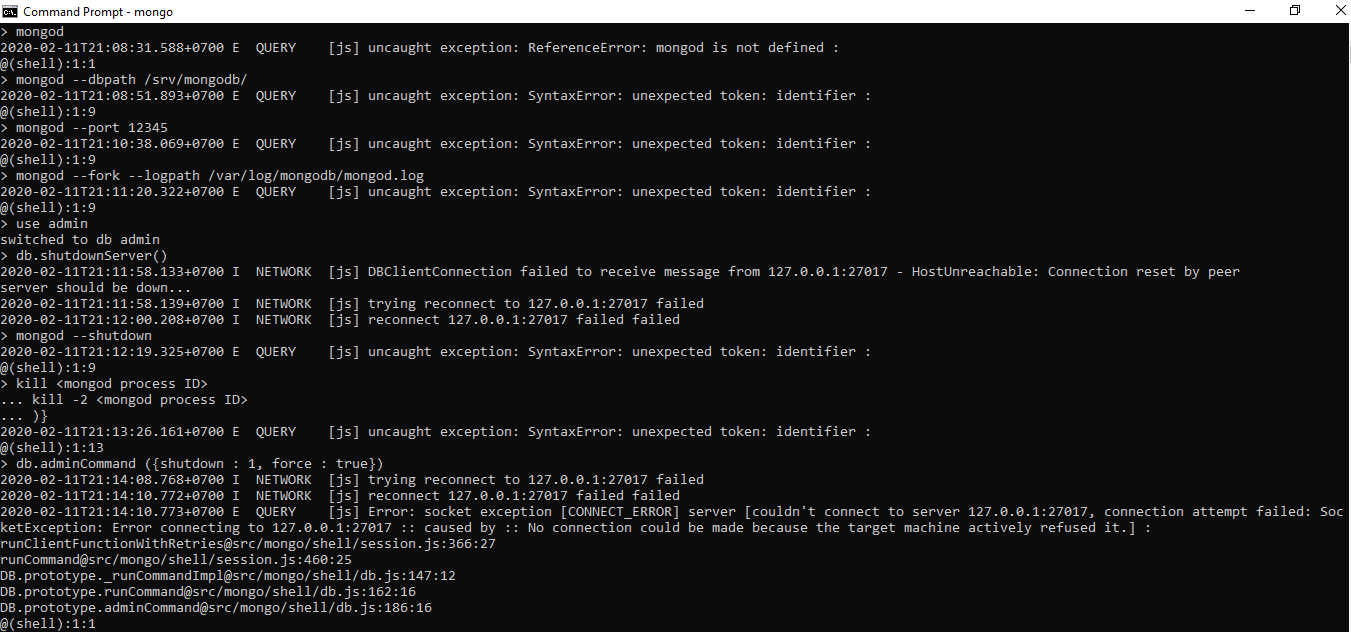 Command Prompt - mongo
> mongod
2020-02-11T21:08:31.588+0700 E  QUERY    [js] uncaught exception: ReferenceError: mongod is not defined :
@(shell):1:1
> mongod --dbpath /srv/mongodb/
2020-02-11T21:08:51.893+0700 E  QUERY    [js] uncaught exception: SyntaxError: unexpected token: identifier :
@(shell):1:9
> mongod --port 12345
2020-02-11T21:10:38.069+0700 E  QUERY    [js] uncaught exception: SyntaxError: unexpected token: identifier :
@(shell):1:9
> mongod --fork --logpath /var/log/mongodb/mongod.log
2020-02-11T21:11:20.322+0700 E  QUERY    [js] uncaught exception: SyntaxError: unexpected token: identifier :
@(shell):1:9
> use admin
switched to db admin
> db.shutdownServer()
2020-02-11T21:11:58.133+0700 I  NETWORK  [js] DBClientConnection failed to receive message from 127.0.0.1:27017 - HostUnreachable: Connection reset by peer
server should be down...
2020-02-11T21:11:58.139+0700 I  NETWORK  [js] trying reconnect to 127.0.0.1:27017 failed
2020-02-11T21:12:00.208+0700 I  NETWORK  [js] reconnect 127.0.0.1:27017 failed failed
> mongod --shutdown
2020-02-11T21:12:19.325+0700 E  QUERY    [js] uncaught exception: SyntaxError: unexpected token: identifier :
@(shell):1:9
> kill <mongod process ID>
... kill -2 <mongod process ID>
... )}
2020-02-11T21:13:26.161+0700 E  QUERY    [js] uncaught exception: SyntaxError: unexpected token: identifier :
@(shell):1:13
> db.adminCommand ({shutdown : 1, force : true})
2020-02-11T21:14:08.768+0700 I  NETWORK  [js] trying reconnect to 127.0.0.1:27017 failed
2020-02-11T21:14:10.772+0700 I  NETWORK  [js] reconnect 127.0.0.1:27017 failed failed
2020-02-11T21:14:10.773+0700 E  QUERY    [js] Error: socket exception [CONNECT_ERROR] server [couldn't connect to server 127.0.0.1:27017, connection attempt failed: Soc
ketException: Error connecting to 127.0.0.1:27017 :: caused by :: No connection could be made because the target machine actively refused it.] :
runClientFunctionWithRetries@src/mongo/shell/session.js:366:27
runCommand@src/mongo/shell/session.js:460:25
DB.prototype._runCommandImpl@src/mongo/shell/db.js:147:12
DB.prototype.runCommand@src/mongo/shell/db.js:162:16
DB.prototype.adminCommand@src/mongo/shell/db.js:186:16
@(shell):1:1